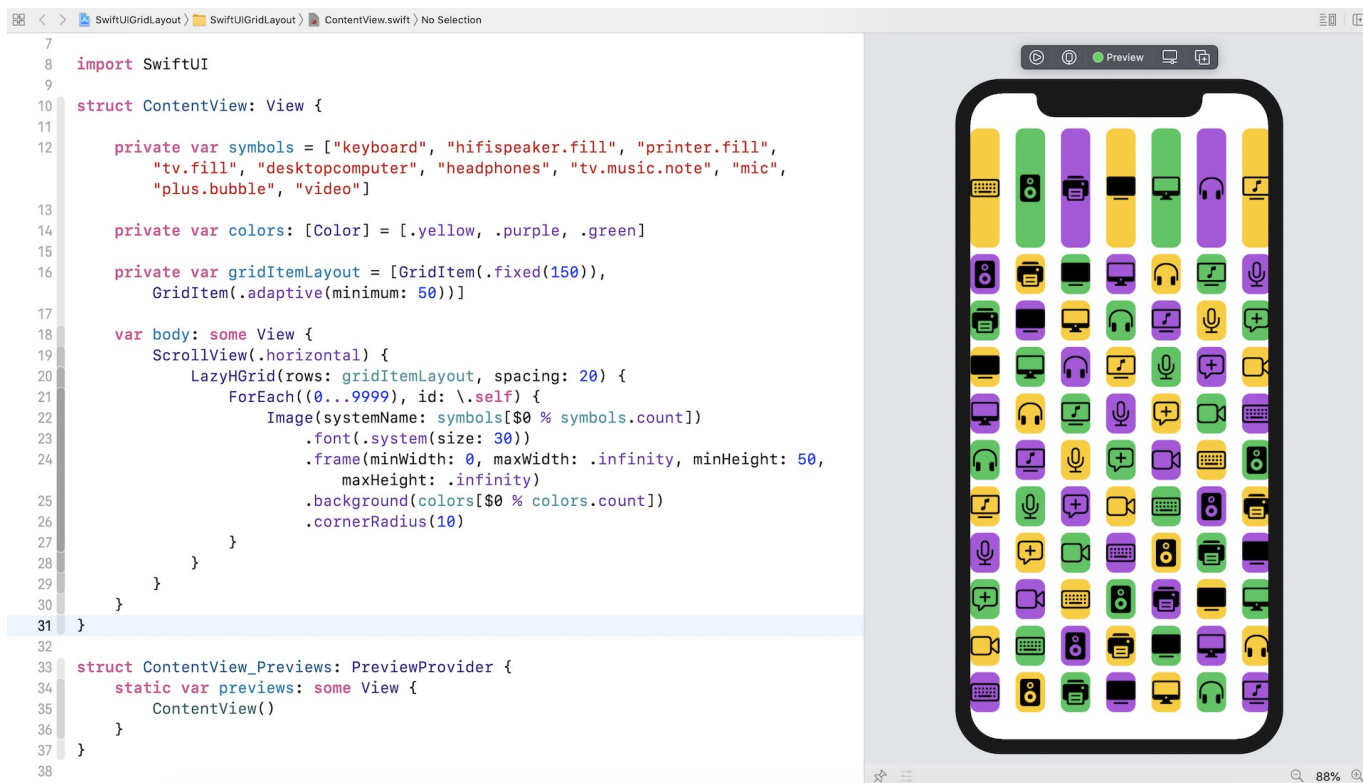 SwiftUIGridLayout 〉 SwiftUIGridLayout 〉 ContentView.swift 〉 No Selection
Preview
7
8 import SwiftUI
9
10 struct ContentView: View {
11
12 private var symbols = ["keyboard", "hifispeaker.fill", "printer.fill",
"tv.fill", "desktopcomputer", "headphones", "tv.music.note", "mic",
"plus.bubble", "video"]
13
14 private var colors: [Color] = [.yellow, .purple, .green]
15
16 private var gridItemLayout = [GridItem(.fixed(150)),
GridItem(.adaptive(minimum: 50))]
17
18 var body: some View {
19 ScrollView(.horizontal) {
20 LazyHGrid(rows: gridItemLayout, spacing: 20) {
21 ForEach((0...9999), id: \.self) {
22 Image(systemName: symbols[$0 % symbols.count])
23 .font(.system(size: 30))
24 .frame(minWidth: 0, maxWidth: .infinity, minHeight: 50,
maxHeight: .infinity)
25 .background(colors[$0 % colors.count])
26 .cornerRadius(10)
27 }
28 }
29 }
30 }
31 }
32
33 struct ContentView_Previews: PreviewProvider {
34 static var previews: some View {
35 ContentView()
36 }
37 }
38
88%